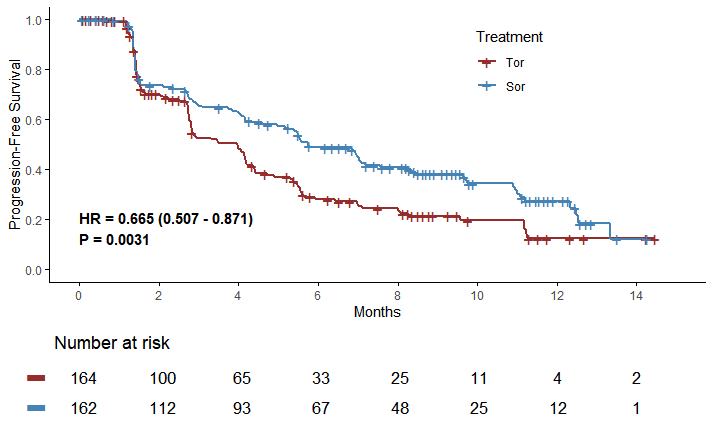 1.0
0.8
0.6
0.4
0.2
0.0
Progression-Free Survival
Treatment
Tor
Sor
HR = 0.665 (0.507 - 0.871)
P = 0.0031
0 2 4 6 8 10 12 14
Months
Number at risk
164 100 65 33 25 11 4 2
162 112 93 67 48 25 12 1